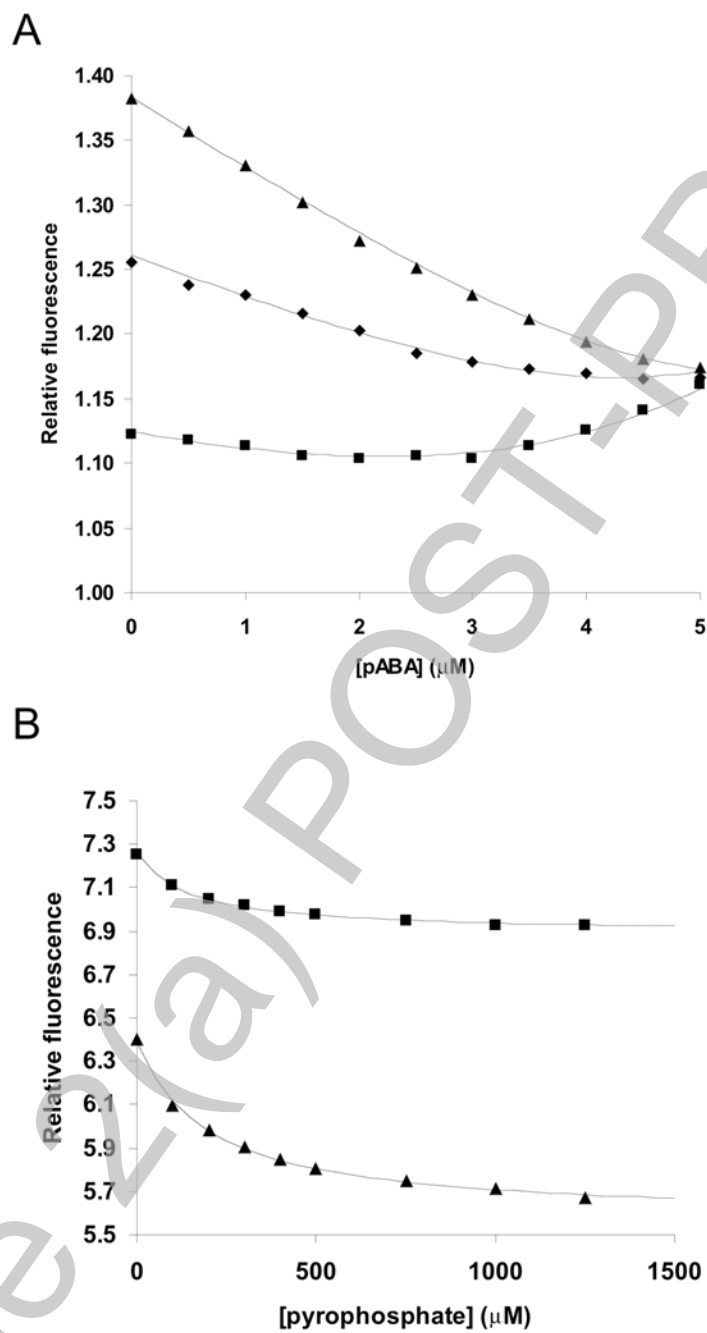 A
1.40
1.35
1.30
1.25
1.20
1.15
1.10
1.05
1.00
Relative fluorescence
0 1 2 3 4 5
[pABA] (μM)
B
7.5
7.3
7.1
6.9
6.7
6.5
6.3
6.1
5.9
5.7
5.5
Relative fluorescence
0 500 1000 1500
[pyrophosphate] (μM)
2(a) POST-PR